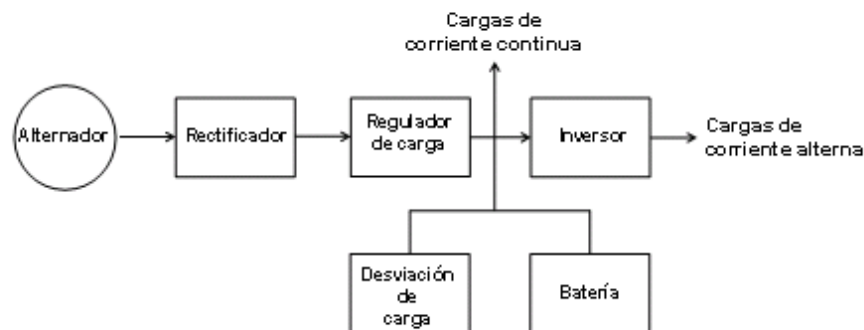 Cargas de
corriente continua
Alternador
Rectificador
Regulador
de carga
Inversor
Cargas de
corriente alterna
Desviación
de
carga
Batería